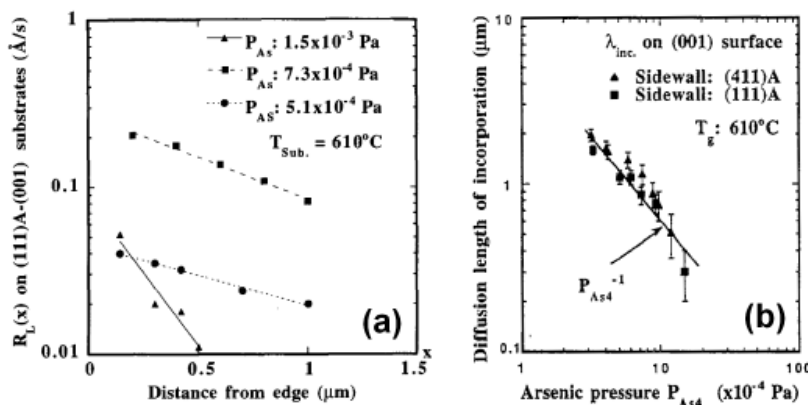 R_L(x) on (111)A-(001) substrates (Å/s)
1
0.1
0.01
P_As: 1.5x10^-3 Pa
P_As: 7.3x10^-4 Pa
P_AS: 5.1x10^-4 Pa
T_Sub. = 610°C
(a)
0
0.5
1
1.5
x
Distance from edge (µm)
Diffusion length of incorporation (µm)
1
0.1
λ_inc. on (001) surface
Sidewall: (411)A
Sidewall: (111)A
T_g: 610°C
P_As4^-1
(b)
1
10
100
Arsenic pressure P_As4 (x10^-4 Pa)